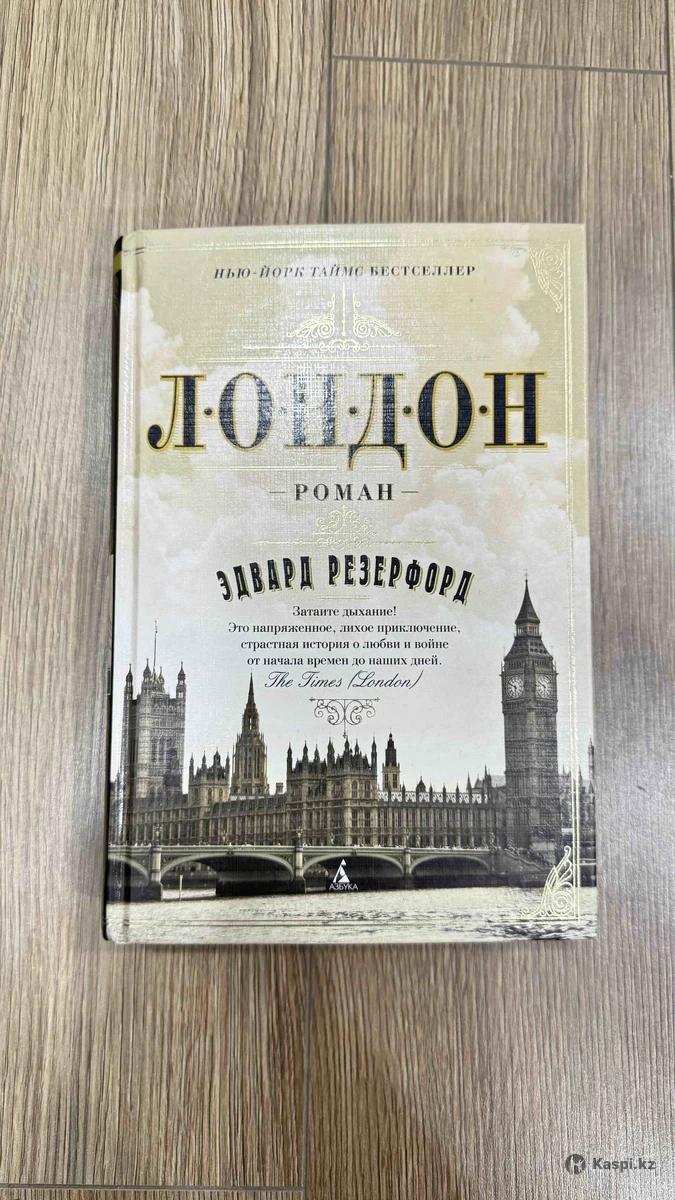 НЬЮ-ЙОРК ТАЙМС БЕСТСЕЛЛЕР
Л·О·Н·Д·О·Н
—РОМАН—
ЭДВАРД РЕЗЕРФОРД
Затаите дыхание!
Это напряженное, лихое приключение,
страстная история о любви и войне
от начала времен до наших дней.
The Times (London)
АЗБУКА
Kaspi.kz